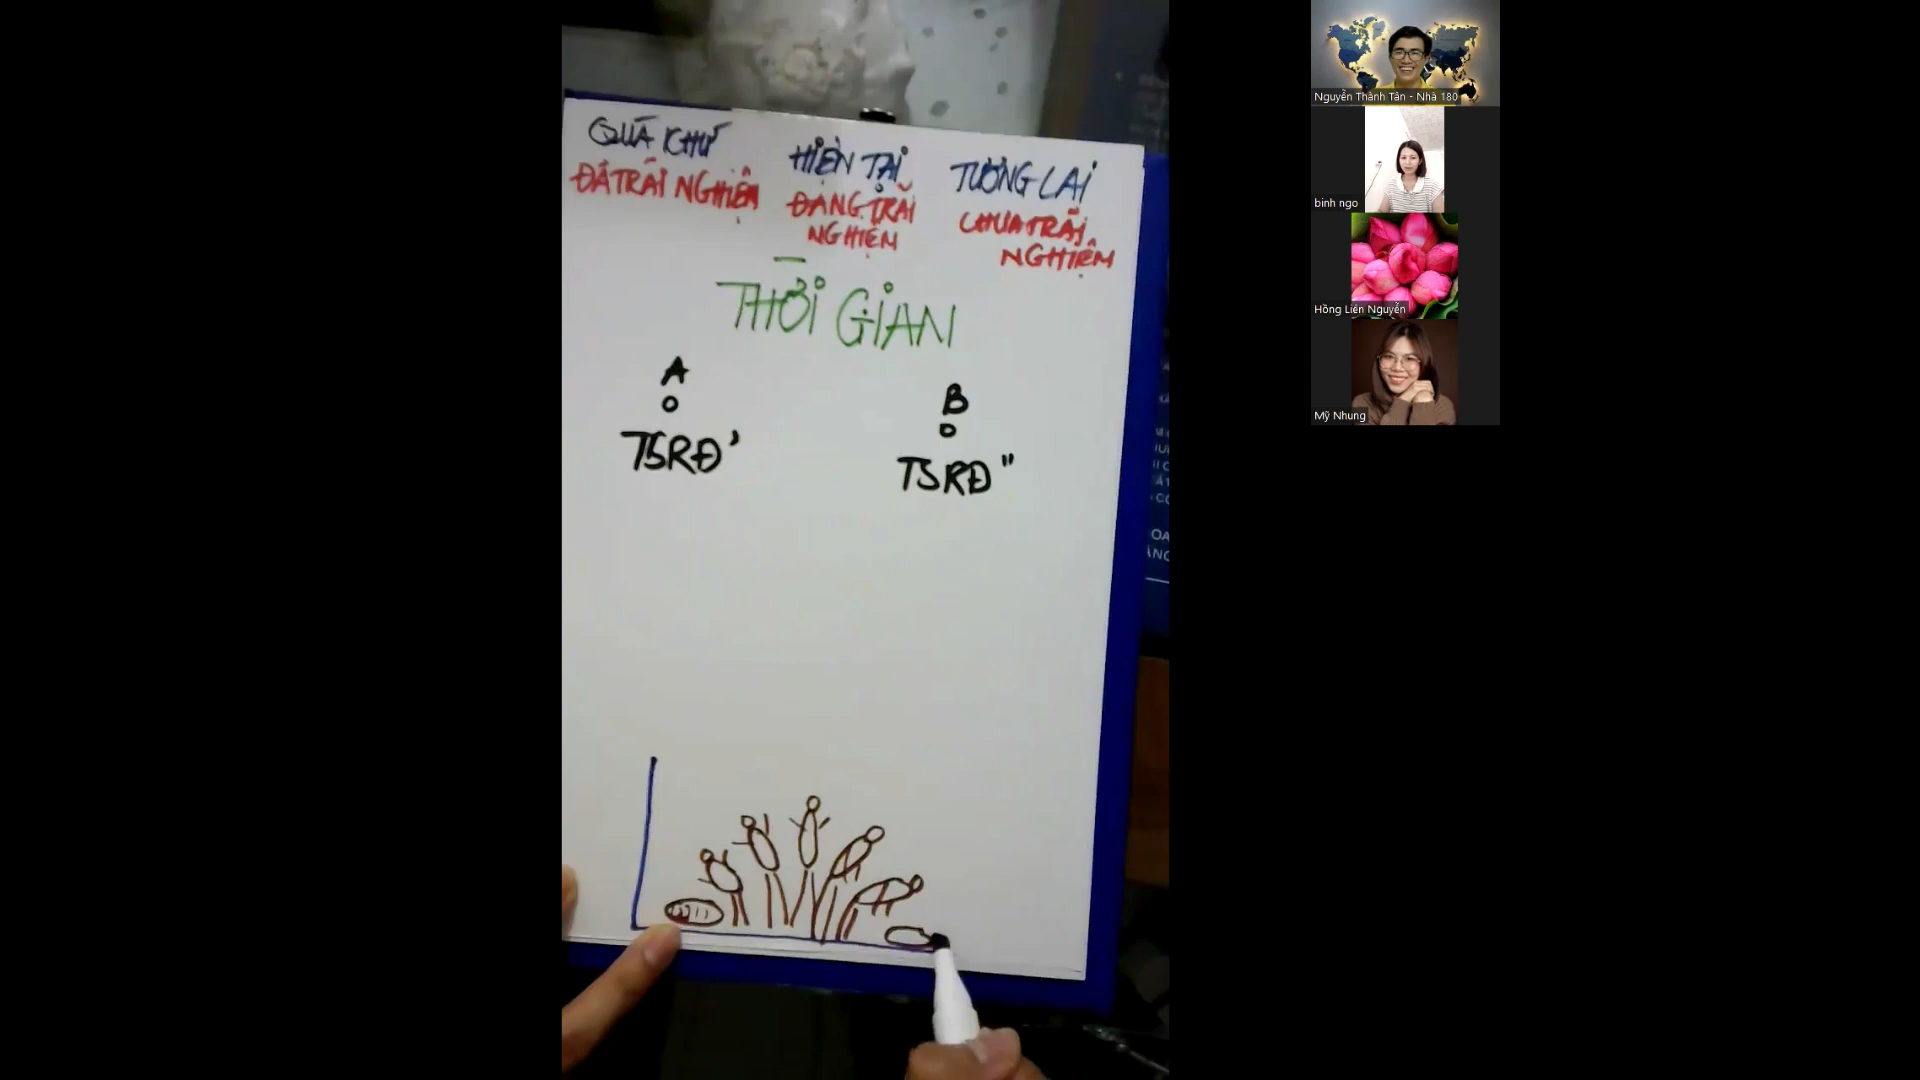 QUÁ KHỨ
ĐÃ TRẢI NGHIỆM
HIỆN TẠI
ĐANG TRẢI
NGHIỆM
TƯƠNG LAI
CHƯA TRẢI
NGHIỆM
THỜI GIAN
A
TSRĐ'
B
TSRĐ"
Nguyễn Thành Tân - Nhà 180
binh ngo
Hồng Liên Nguyễn
Mỹ Nhung